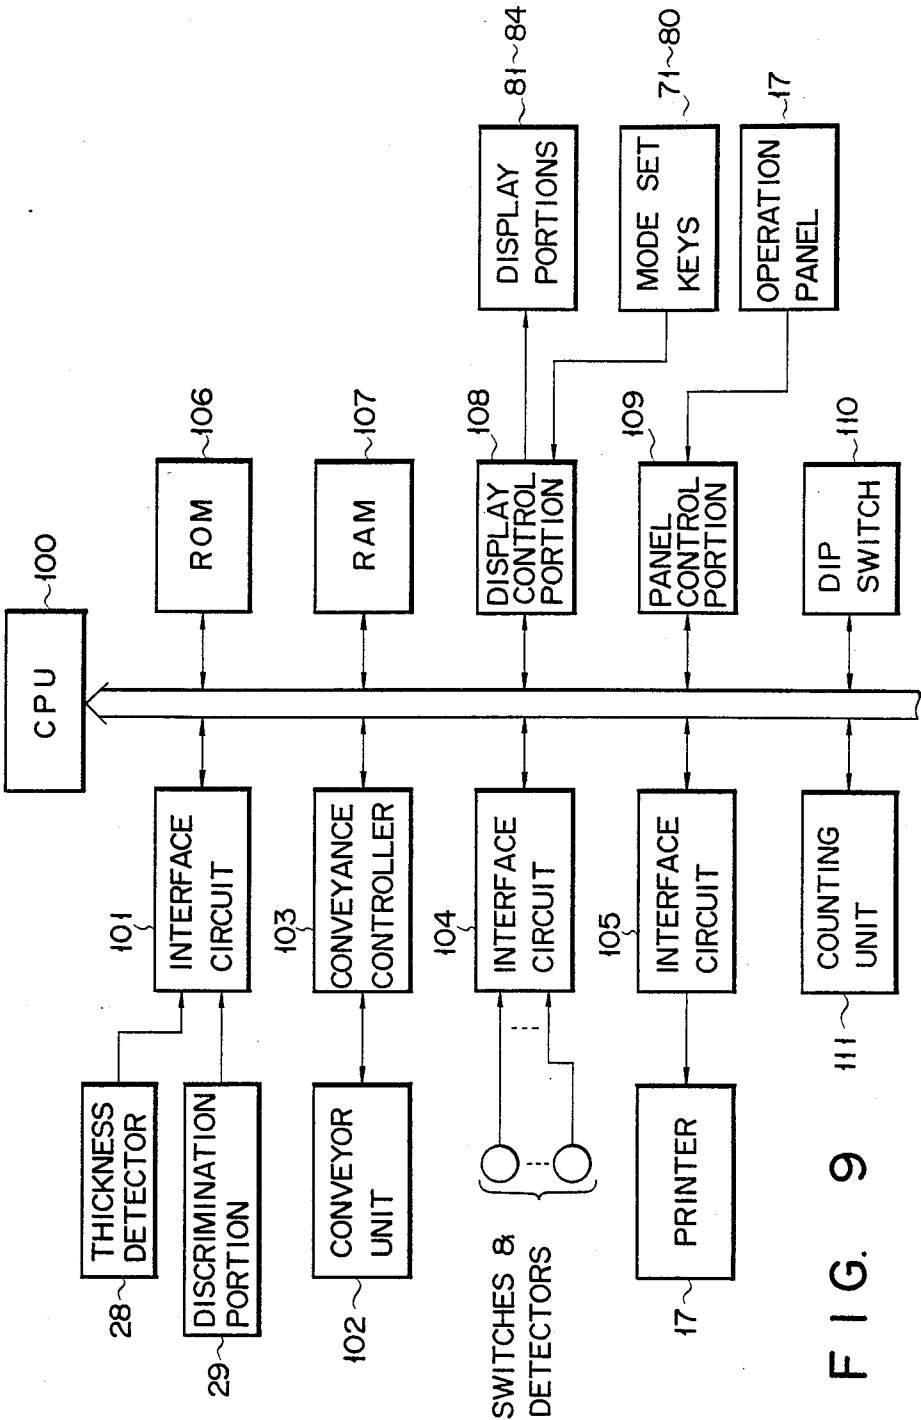 CPU
100
THICKNESS
DETECTOR
28
DISCRIMINATION
PORTION
29
101
INTERFACE
CIRCUIT
ROM
106
CONVEYOR
UNIT
102
103
CONVEYANCE
CONTROLLER
RAM
107
SWITCHES &
DETECTORS
104
INTERFACE
CIRCUIT
DISPLAY
CONTROL
PORTION
108
DISPLAY
PORTIONS
81~84
MODE SET
KEYS
71~80
PRINTER
17
105
INTERFACE
CIRCUIT
PANEL
CONTROL
PORTION
109
OPERATION
PANEL
17
COUNTING
UNIT
111
DIP
SWITCH
110
FIG. 9